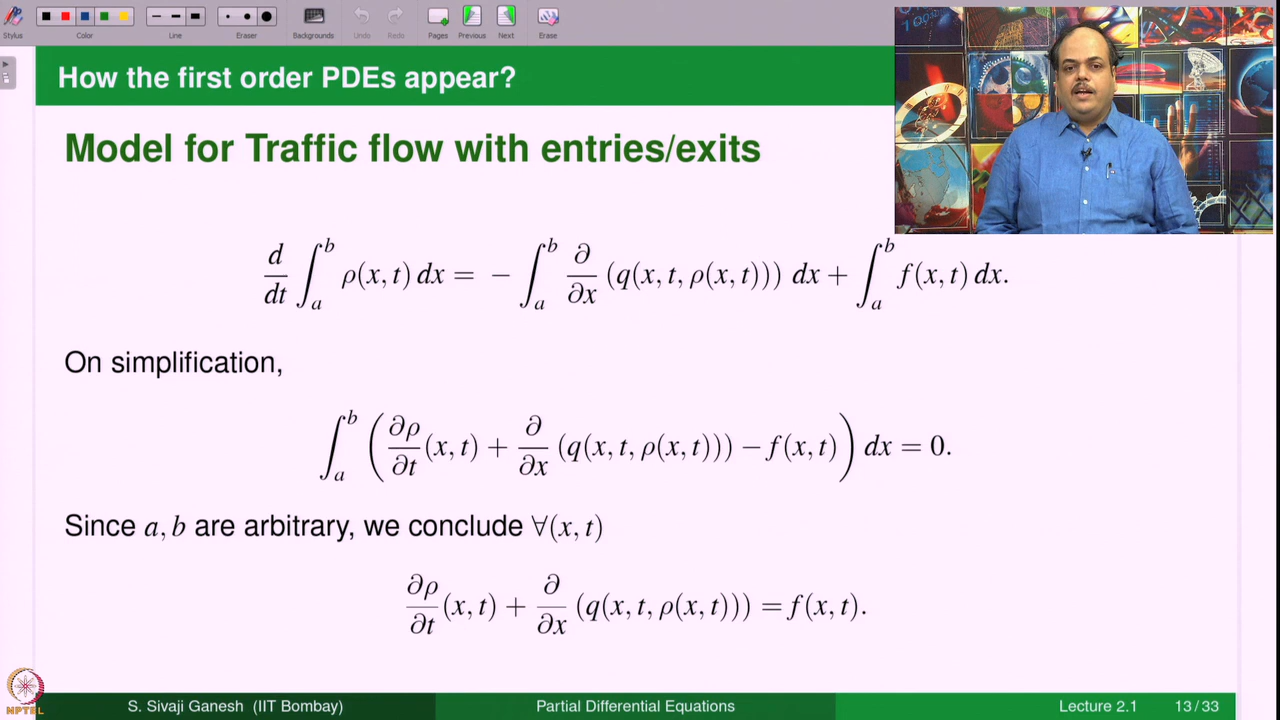 Stylus Color Line Eraser Backgrounds Undo Redo Pages Previous Next Erase
How the first order PDEs appear?
Model for Traffic flow with entries/exits
d/dt ∫_a^b ρ(x, t) dx = − ∫_a^b ∂/∂x (q(x, t, ρ(x, t))) dx + ∫_a^b f(x, t) dx.
On simplification,
∫_a^b (∂ρ/∂t (x, t) + ∂/∂x (q(x, t, ρ(x, t))) − f(x, t)) dx = 0.
Since a, b are arbitrary, we conclude ∀(x, t)
∂ρ/∂t (x, t) + ∂/∂x (q(x, t, ρ(x, t))) = f(x, t).
NPTEL
S. Sivaji Ganesh (IIT Bombay) Partial Differential Equations Lecture 2.1 13 / 33